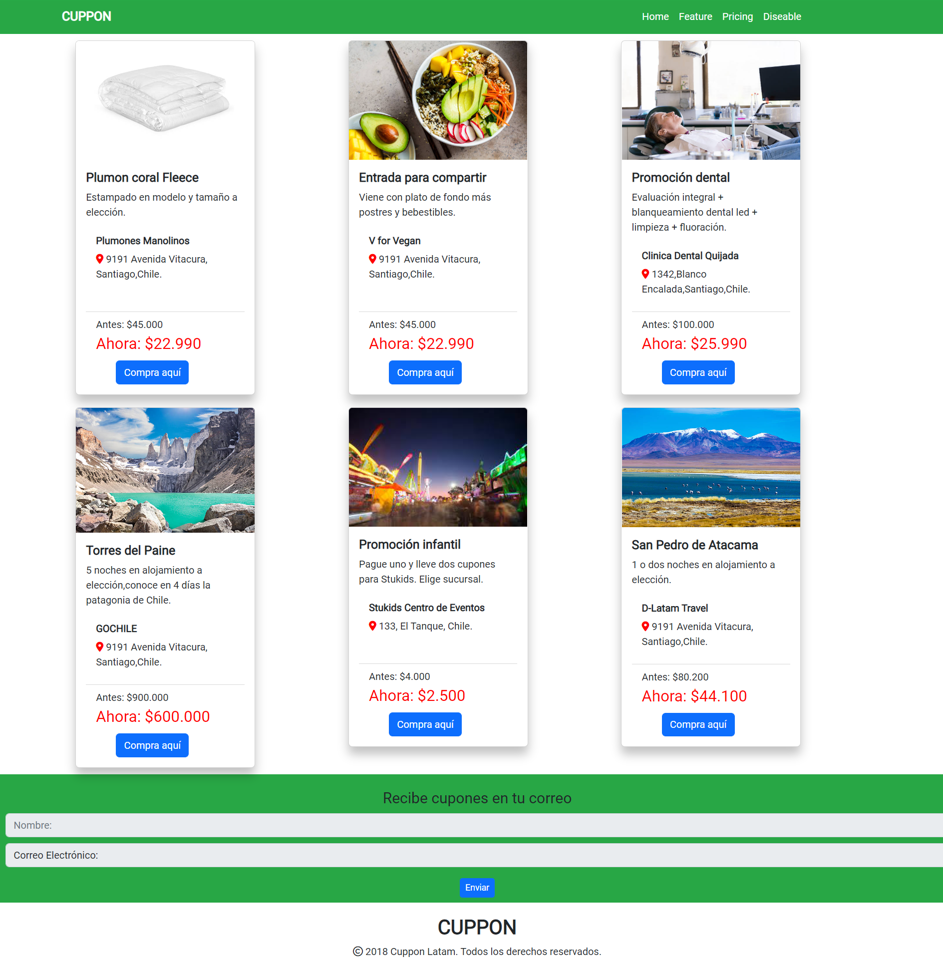 CUPPON
Home Feature Pricing Diseable
Plumon coral Fleece
Estampado en modelo y tamaño a
elección.
Plumones Manolinos
9191 Avenida Vitacura,
Santiago,Chile.
Antes: $45.000
Ahora: $22.990
Compra aquí
Entrada para compartir
Viene con plato de fondo más
postres y bebestibles.
V for Vegan
9191 Avenida Vitacura,
Santiago,Chile.
Antes: $45.000
Ahora: $22.990
Compra aquí
Promoción dental
Evaluación integral +
blanqueamiento dental led +
limpieza + fluoración.
Clinica Dental Quijada
1342,Blanco
Encalada,Santiago,Chile.
Antes: $100.000
Ahora: $25.990
Compra aquí
Torres del Paine
5 noches en alojamiento a
elección,conoce en 4 días la
patagonia de Chile.
GOCHILE
9191 Avenida Vitacura,
Santiago,Chile.
Antes: $900.000
Ahora: $600.000
Compra aquí
Promoción infantil
Pague uno y lleve dos cupones
para Stukids. Elige sucursal.
Stukids Centro de Eventos
133, El Tanque, Chile.
Antes: $4.000
Ahora: $2.500
Compra aquí
San Pedro de Atacama
1 o dos noches en alojamiento a
elección.
D-Latam Travel
9191 Avenida Vitacura,
Santiago,Chile.
Antes: $80.200
Ahora: $44.100
Compra aquí
Recibe cupones en tu correo
Nombre:
Correo Electrónico:
Enviar
CUPPON
© 2018 Cuppon Latam. Todos los derechos reservados.